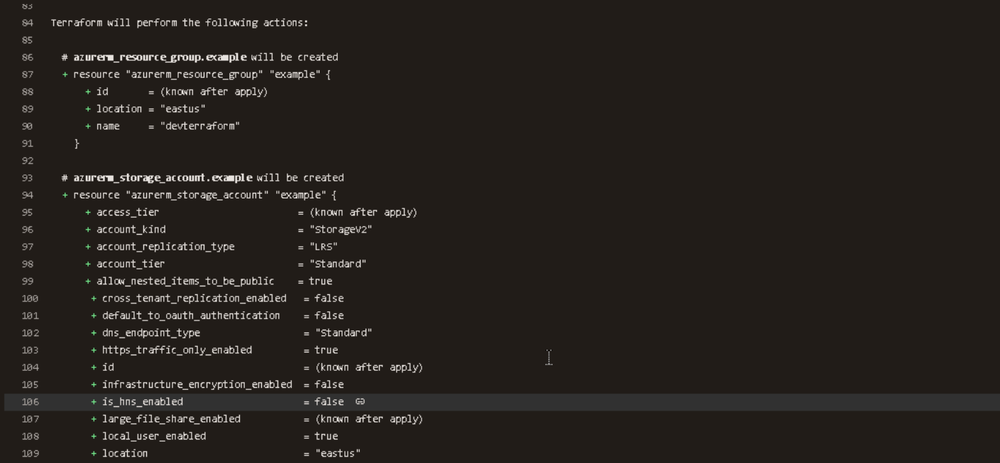 83
84 Terraform will perform the following actions:
85
86 # azurerm_resource_group.example will be created
87 + resource "azurerm_resource_group" "example" {
88 + id = (known after apply)
89 + location = "eastus"
90 + name = "devterraform"
91 }
92
93 # azurerm_storage_account.example will be created
94 + resource "azurerm_storage_account" "example" {
95 + access_tier = (known after apply)
96 + account_kind = "StorageV2"
97 + account_replication_type = "LRS"
98 + account_tier = "Standard"
99 + allow_nested_items_to_be_public = true
100 + cross_tenant_replication_enabled = false
101 + default_to_oauth_authentication = false
102 + dns_endpoint_type = "Standard"
103 + https_traffic_only_enabled = true
104 + id = (known after apply)
105 + infrastructure_encryption_enabled = false
106 + is_hns_enabled = false
107 + large_file_share_enabled = (known after apply)
108 + local_user_enabled = true
109 + location = "eastus"